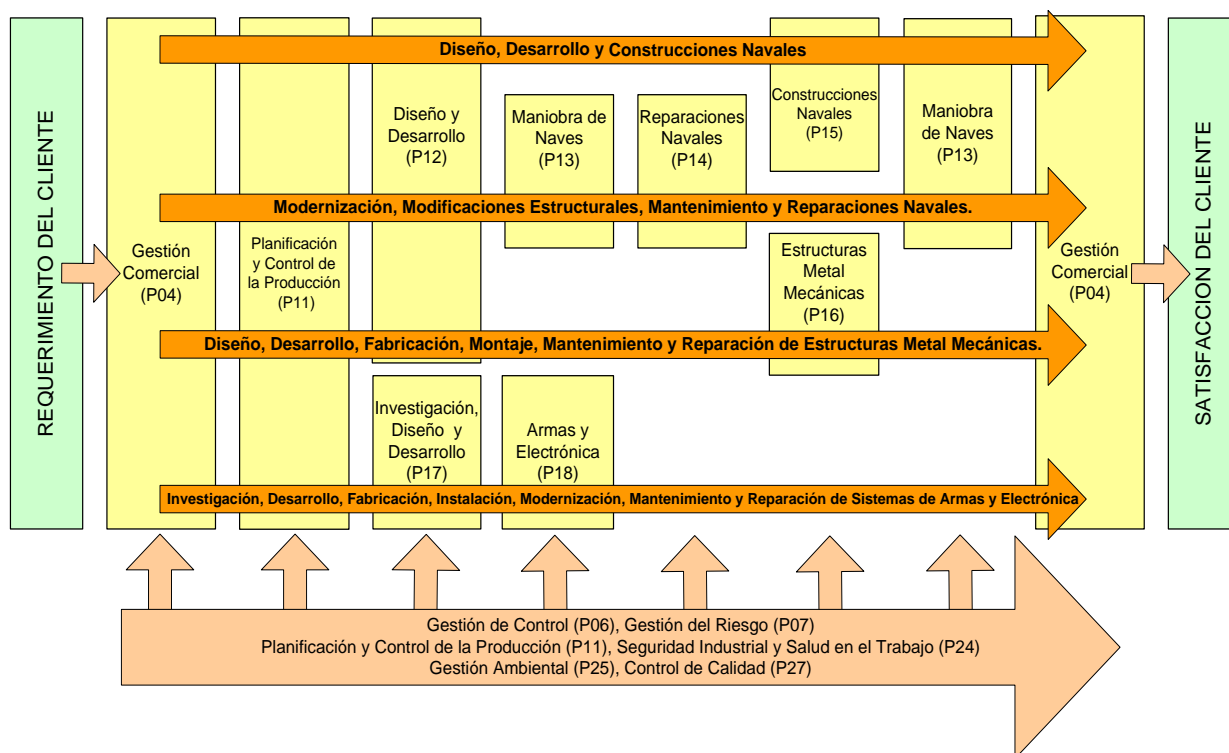 REQUERIMIENTO DEL CLIENTE
Diseño, Desarrollo y Construcciones Navales
Diseño y
Desarrollo
(P12)
Maniobra de
Naves
(P13)
Reparaciones
Navales
(P14)
Construcciones
Navales
(P15)
Maniobra
de Naves
(P13)
Modernización, Modificaciones Estructurales, Mantenimiento y Reparaciones Navales.
Gestión
Comercial
(P04)
Planificación
y Control de
la Producción
(P11)
Estructuras
Metal
Mecánicas
(P16)
Gestión
Comercial
(P04)
Diseño, Desarrollo, Fabricación, Montaje, Mantenimiento y Reparación de Estructuras Metal Mecánicas.
Investigación,
Diseño y
Desarrollo
(P17)
Armas y
Electrónica
(P18)
Investigación, Desarrollo, Fabricación, Instalación, Modernización, Mantenimiento y Reparación de Sistemas de Armas y Electrónica
SATISFACCION DEL CLIENTE
Gestión de Control (P06), Gestión del Riesgo (P07)
Planificación y Control de la Producción (P11), Seguridad Industrial y Salud en el Trabajo (P24)
Gestión Ambiental (P25), Control de Calidad (P27)